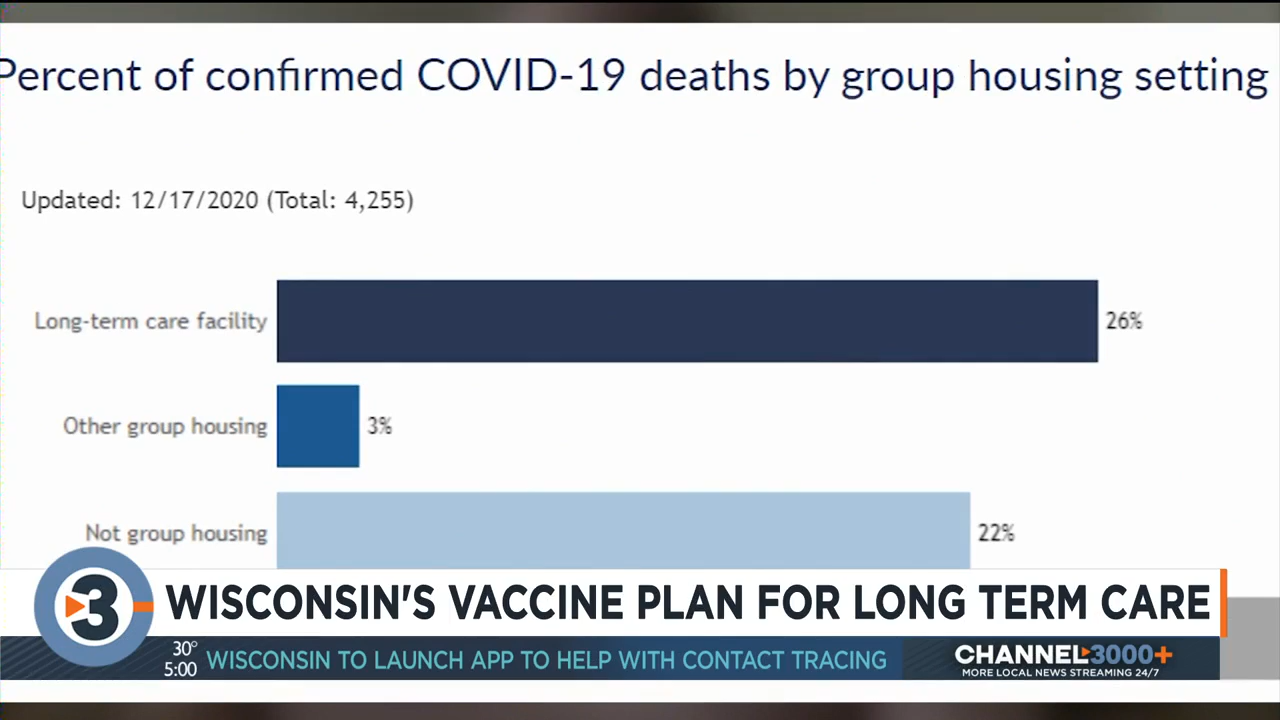 Percent of confirmed COVID-19 deaths by group housing setting
Updated: 12/17/2020 (Total: 4,255)
Long-term care facility 26%
Other group housing 3%
Not group housing 22%
3 WISCONSIN'S VACCINE PLAN FOR LONG TERM CARE
30°
5:00
WISCONSIN TO LAUNCH APP TO HELP WITH CONTACT TRACING
CHANNEL3000+
MORE LOCAL NEWS STREAMING 24/7